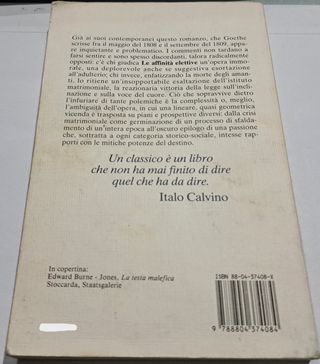 Già ai suoi contemporanei questo romanzo, che Goethe
scrisse fra il maggio del 1808 e il settembre del 1809, appa-
re inquietante e problematico. I commenti non tardano a
farsi sentire e sono spesso discordanti, talora radicalmente
opposti: c'è chi giudica Le affinità elettive un'opera immo-
rale, una deplorevole anche se suggestiva esortazione
all'adulterio; chi invece, enfatizzando la morte degli aman-
ti, lo ritiene un'inoppugnabile esaltazione dell'istituto
matrimoniale, la reazionaria vittoria della legge sull'incli-
nazione e sulla voce del cuore. Ciò che sopravvive dietro
l'infuriare di tante polemiche è la complessità o, meglio,
l'ambiguità dell'opera, in cui una lineare, quasi geometrica
vicenda è trasmessa su piani e prospettive diversi: dalla crisi
matrimoniale come germinazione di un processo di sfalda-
mento di un'intera epoca all'oscuro epilogo di una passione
che, sottratta a ogni categoria storico-sociale, intesse rap-
porti con le mitiche potenze del destino.
Un classico è un libro
che non ha mai finito di dire
quel che ha da dire.
Italo Calvino
In copertina:
Edward Burne - Jones, La testa malefica
Stoccarda, Staatsgalerie
ISBN 88-04-37408-X
9 788804 374084